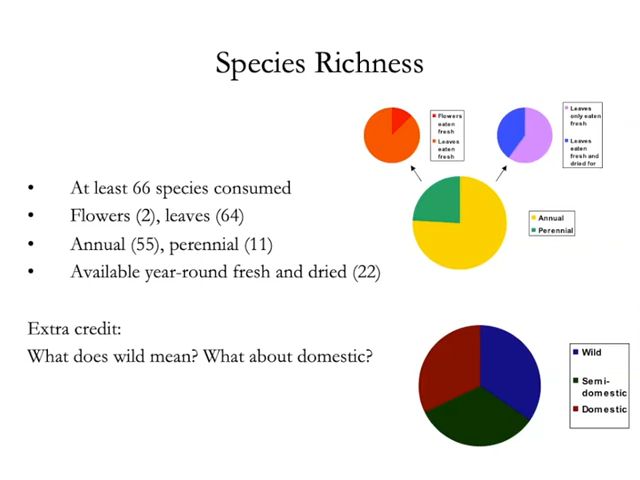 Species Richness
• At least 66 species consumed
• Flowers (2), leaves (64)
• Annual (55), perennial (11)
• Available year-round fresh and dried (22)
Extra credit:
What does wild mean? What about domestic?
Flowers
eaten
fresh
Leaves
eaten
fresh
Leaves
only eaten
fresh
Leaves
eaten
fresh and
dried for
Annual
Perennial
Wild
Semi-
domestic
Domestic